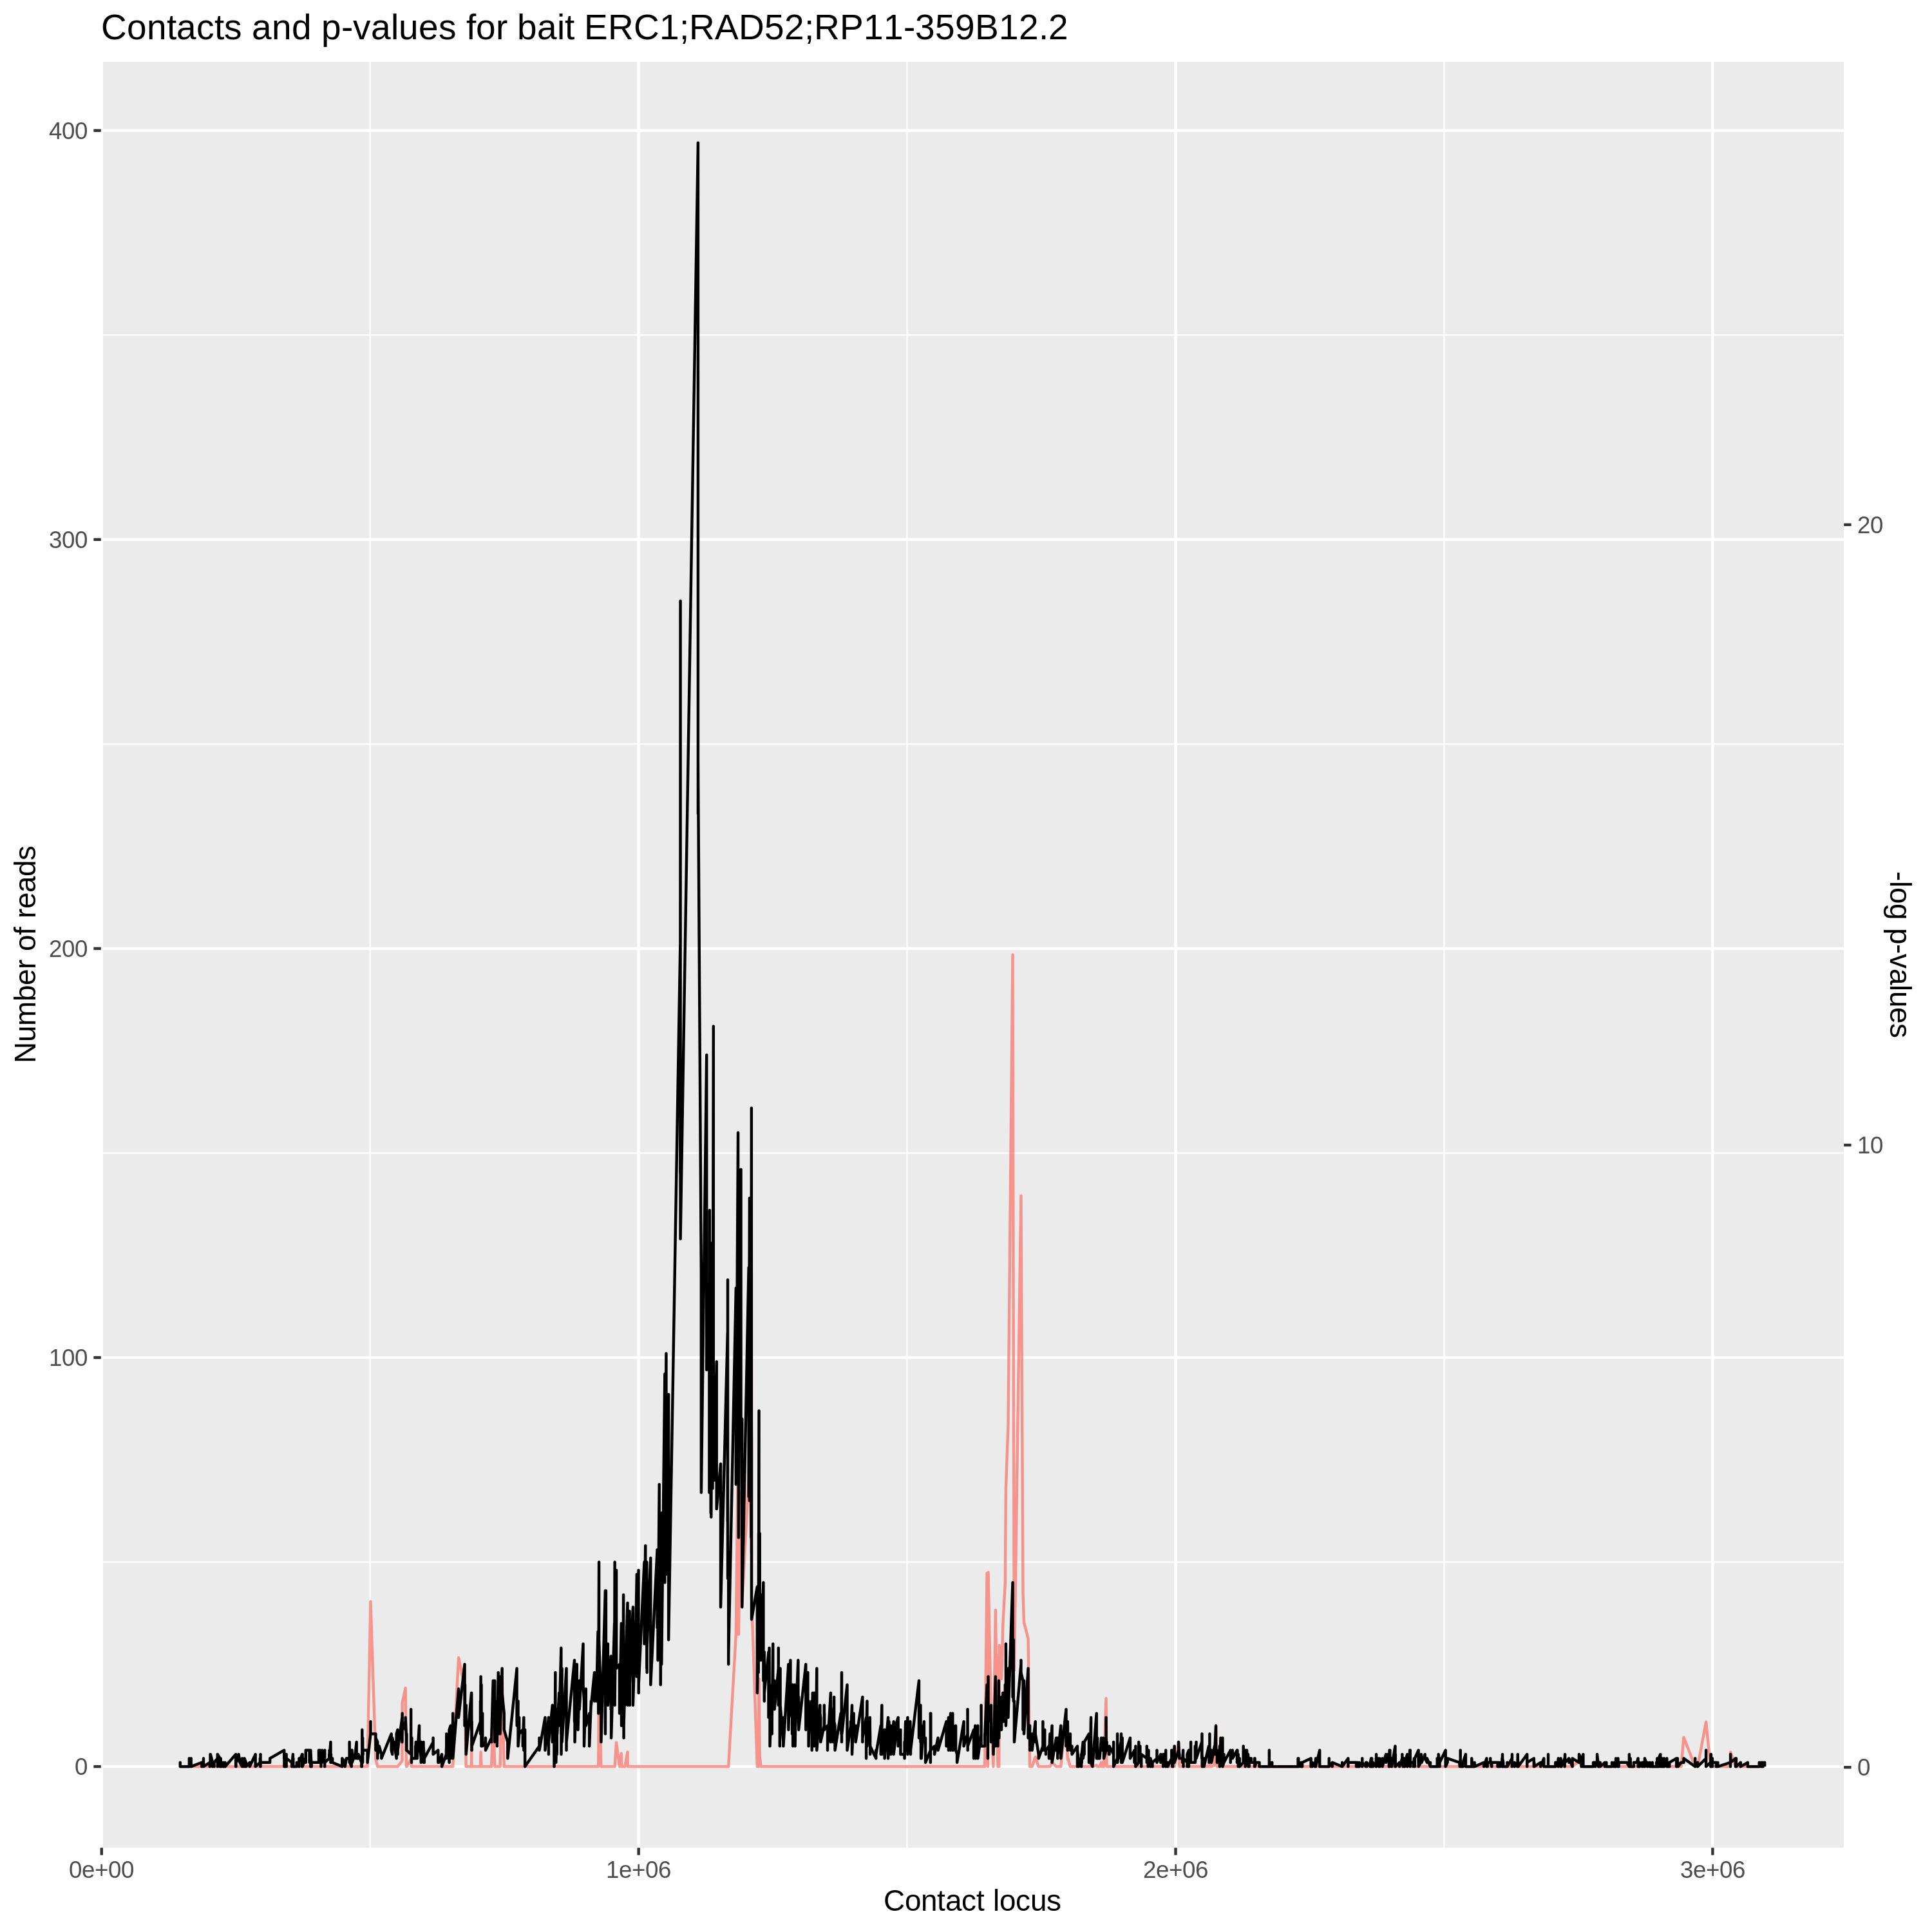 Contacts and p-values for bait ERC1;RAD52;RP11-359B12.2
400
300
200
100
0
Number of reads
20
10
0
-log p-values
0e+00
1e+06
2e+06
3e+06
Contact locus